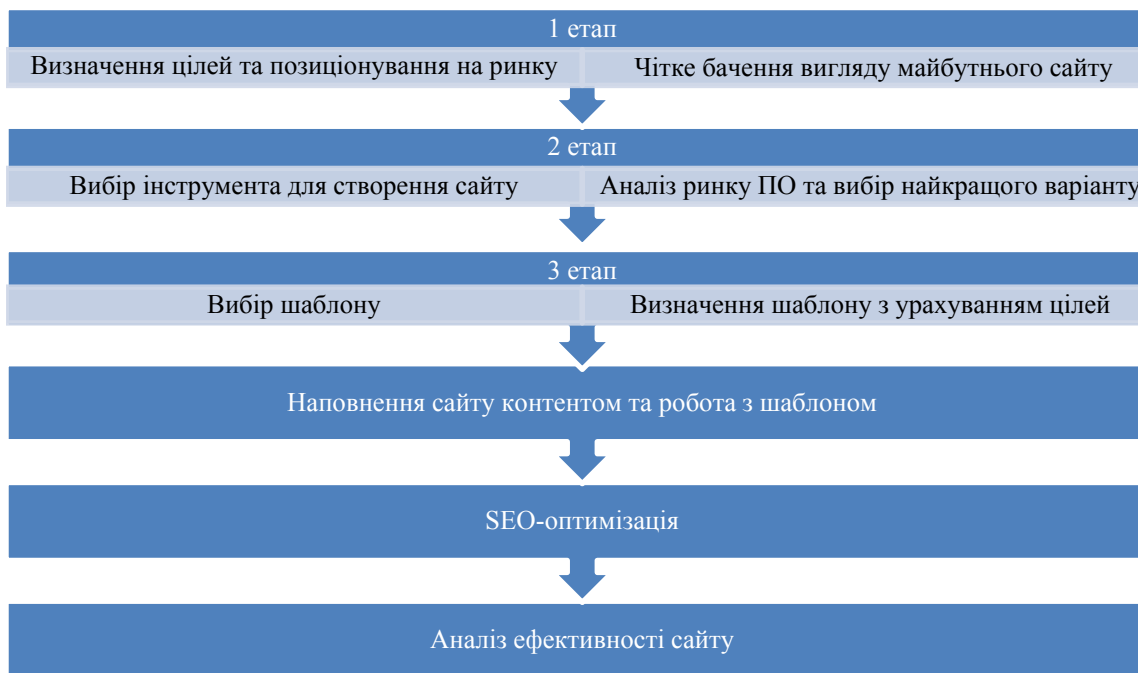 1 етап
Визначення цілей та позиціонування на ринку
Чітке бачення вигляду майбутнього сайту
2 етап
Вибір інструмента для створення сайту
Аналіз ринку ПО та вибір найкращого варіанту
3 етап
Вибір шаблону
Визначення шаблону з урахуванням цілей
Наповнення сайту контентом та робота з шаблоном
SEO-оптимізація
Аналіз ефективності сайту